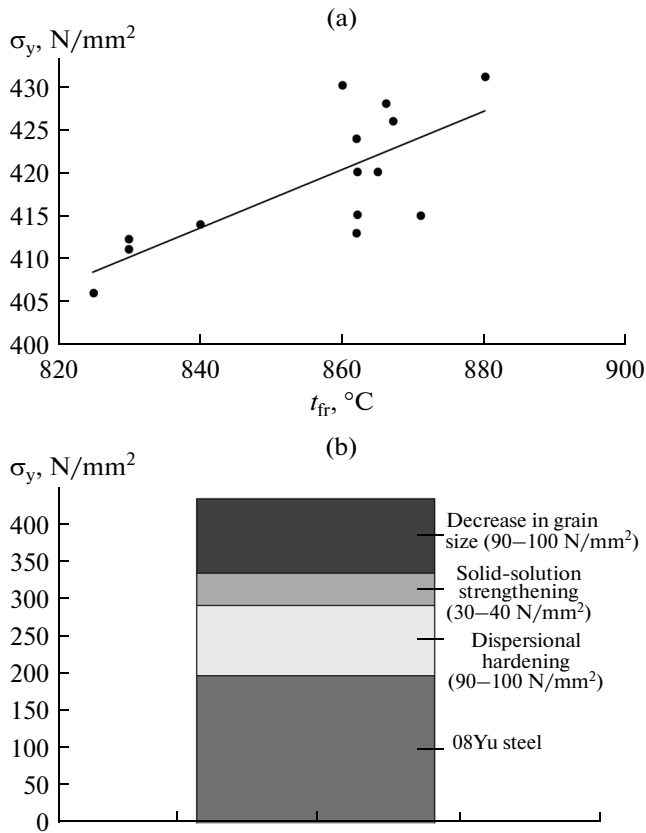 (a)
σy, N/mm²
430
425
420
415
410
405
400
820
840
860
880
900
tfr, °C
(b)
σy, N/mm²
400
350
300
250
200
150
100
50
0
Decrease in grain
size (90–100 N/mm²)
Solid-solution
strengthening
(30–40 N/mm²)
Dispersional
hardening
(90–100 N/mm²)
08Yu steel